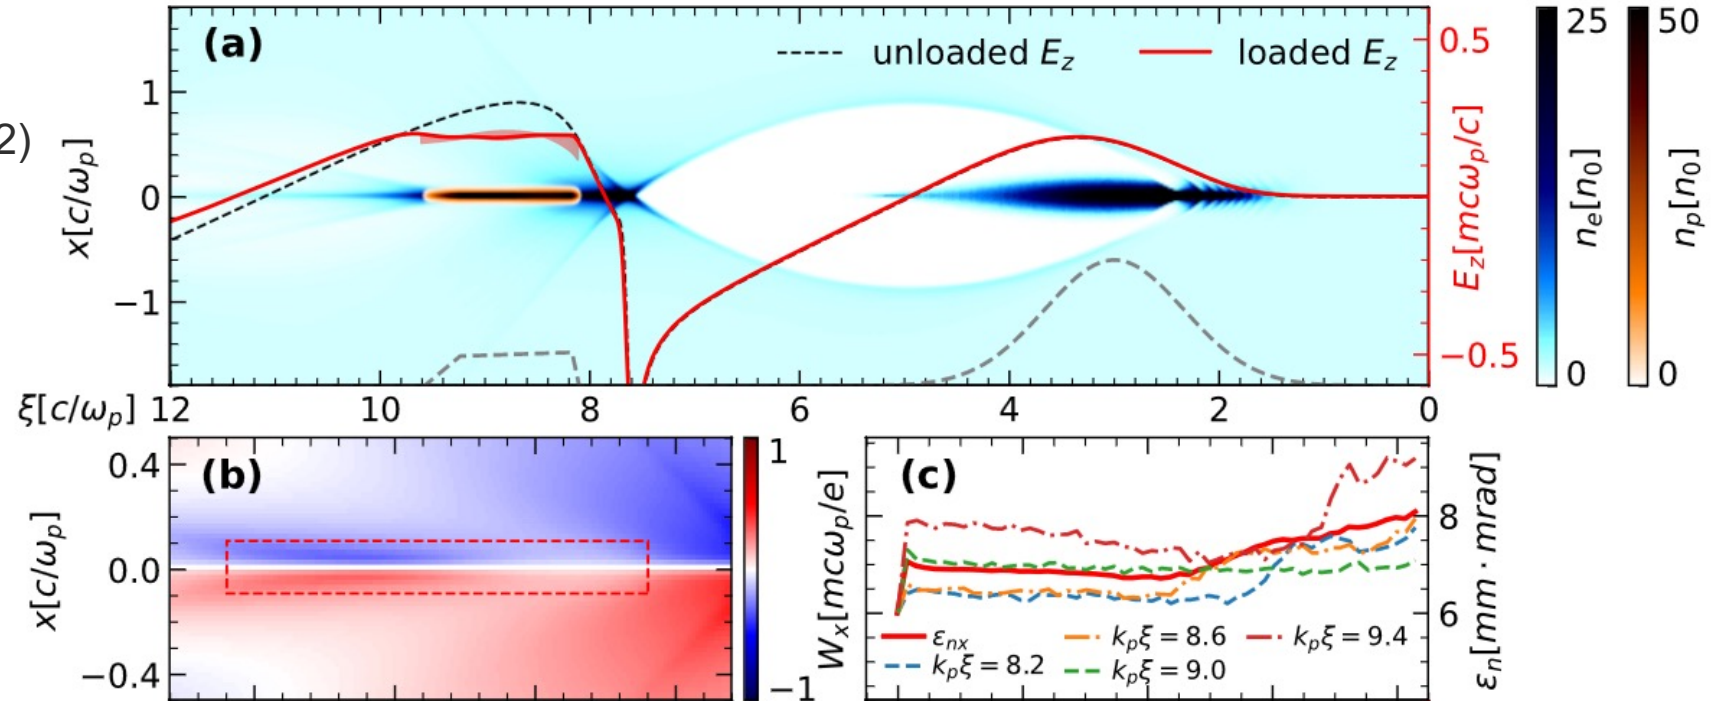 2)
(a)
unloaded E_z
loaded E_z
0.5
−0.5
E_z[mcω_p/c]
1
0
−1
x[c/ω_p]
ξ[c/ω_p] 12 10 8 6 4 2 0
25
0
n_e[n_0]
50
0
n_p[n_0]
(b)
0.4
0.0
−0.4
x[c/ω_p]
1
−1
W_x[mcω_p/e]
(c)
8
6
ε_n[mm · mrad]
ε_nx
k_pξ = 8.2
k_pξ = 8.6
k_pξ = 9.0
k_pξ = 9.4